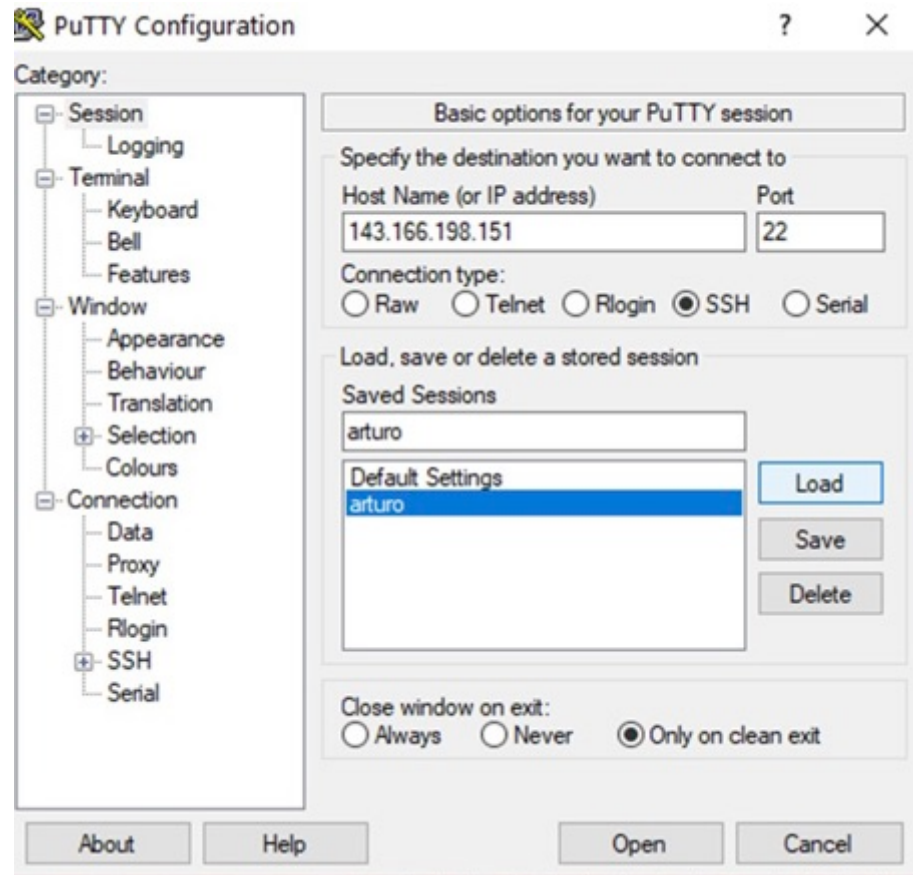 PuTTY Configuration
?
Category:
Session
Logging
Terminal
Keyboard
Bell
Features
Window
Appearance
Behaviour
Translation
Selection
Colours
Connection
Data
Proxy
Telnet
Rlogin
SSH
Serial
Basic options for your PuTTY session
Specify the destination you want to connect to
Host Name (or IP address) Port
143.166.198.151 22
Connection type:
Raw Telnet Rlogin SSH Serial
Load, save or delete a stored session
Saved Sessions
arturo
Default Settings
arturo
Load
Save
Delete
Close window on exit:
Always Never Only on clean exit
About Help Open Cancel